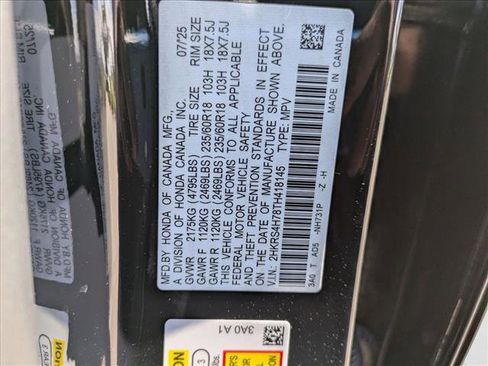 MFD BY HONDA OF CANADA MFG. 07/25
A DIVISION OF HONDA CANADA INC.
GVWR 2175KG (4795LBS) TIRE SIZE RIM SIZE
GAWR F 1120KG (2469LBS) 235/60R18 103H 18X7.5J
GAWR R 1120KG (2469LBS) 235/60R18 103H 18X7.5J
THIS VEHICLE CONFORMS TO ALL APPLICABLE
FEDERAL MOTOR VEHICLE SAFETY
AND THEFT PREVENTION STANDARDS IN EFFECT
ON THE DATE OF MANUFACTURE SHOWN ABOVE.
V.I.N.: 2HKRS4H78TH418145 TYPE: MPV
3A0 T AD5 -NH731P -Z -H MADE IN CANADA
3A0 A1